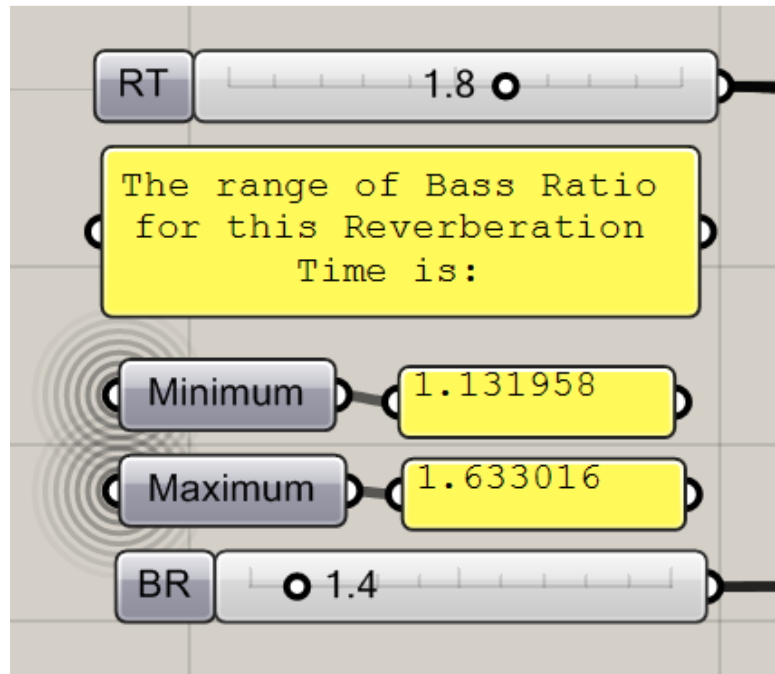 RT 1.8
The range of Bass Ratio
for this Reverberation
Time is:
Minimum 1.131958
Maximum 1.633016
BR 1.4